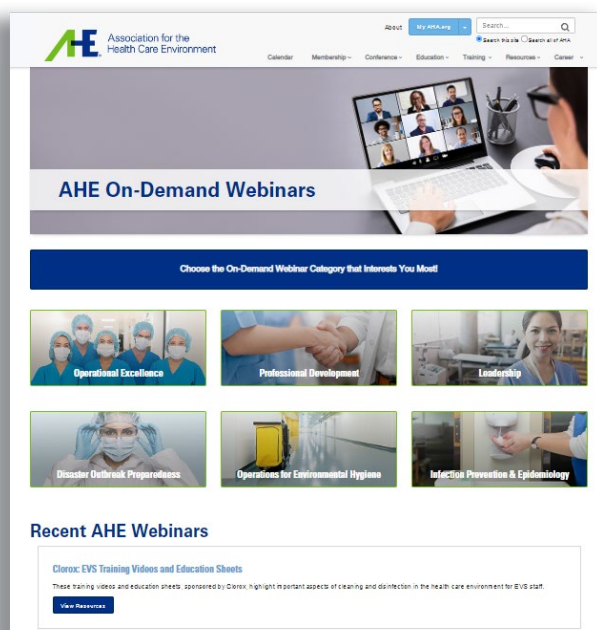 About
My AHA.org
Search...
Search this site
Search all of AHA
AHE
Association for the
Health Care Environment
Calendar
Membership
Conference
Education
Training
Resources
Career
AHE On-Demand Webinars
Choose the On-Demand Webinar Category that Interests You Most!
Operational Excellence
Professional Development
Leadership
Disaster Outbreak Preparedness
Operations for Environmental Hygiene
Infection Prevention & Epidemiology
Recent AHE Webinars
Clorox: EVS Training Videos and Education Sheets
These training videos and education sheets, sponsored by Clorox, highlight important aspects of cleaning and disinfection in the health care environment for EVS staff.
View Resources